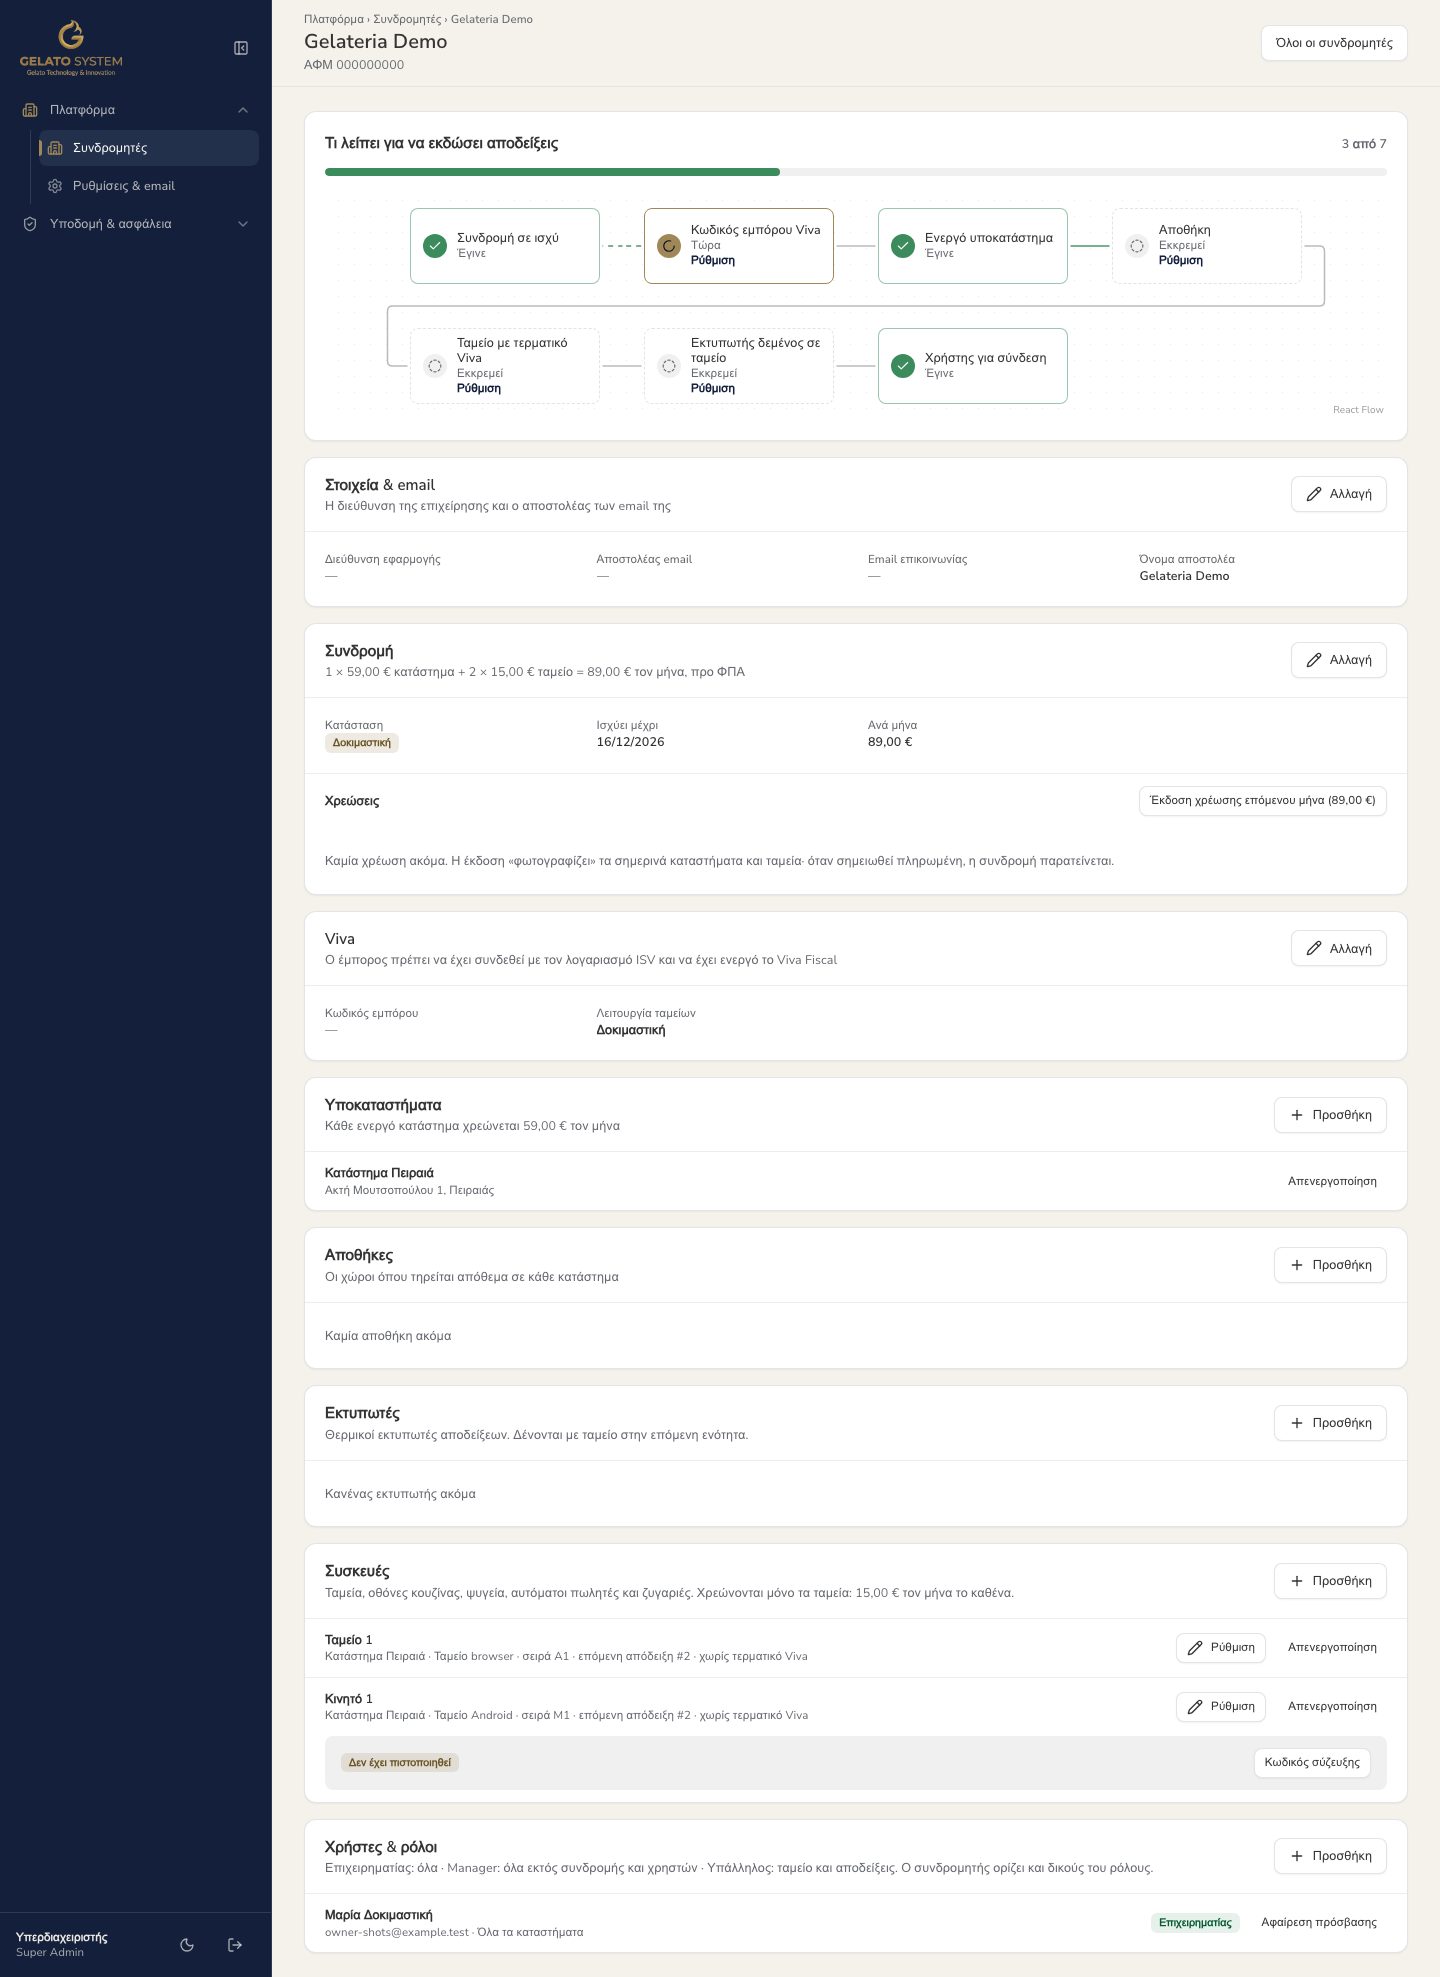 GELATO SYSTEM
Gelato Technology & Innovation
Πλατφόρμα
Συνδρομητές
Ρυθμίσεις & email
Υποδομή & ασφάλεια
Υπερδιαχειριστής
Super Admin
Πλατφόρμα › Συνδρομητές › Gelateria Demo
Gelateria Demo
ΑΦΜ 000000000
Όλοι οι συνδρομητές
Τι λείπει για να εκδώσει αποδείξεις
3 από 7
Συνδρομή σε ισχύ
Έγινε
Κωδικός εμπόρου Viva
Τώρα
Ρύθμιση
Ενεργό υποκατάστημα
Έγινε
Αποθήκη
Εκκρεμεί
Ρύθμιση
Ταμείο με τερματικό
Viva
Εκκρεμεί
Ρύθμιση
Εκτυπωτής δεμένος σε
ταμείο
Εκκρεμεί
Ρύθμιση
Χρήστης για σύνδεση
Έγινε
React Flow
Στοιχεία & email
Η διεύθυνση της επιχείρησης και ο αποστολέας των email της
Αλλαγή
Διεύθυνση εφαρμογής
—
Αποστολέας email
—
Email επικοινωνίας
—
Όνομα αποστολέα
Gelateria Demo
Συνδρομή
1 × 59,00 € κατάστημα + 2 × 15,00 € ταμείο = 89,00 € τον μήνα, προ ΦΠΑ
Αλλαγή
Κατάσταση
Δοκιμαστική
Ισχύει μέχρι
16/12/2026
Ανά μήνα
89,00 €
Χρεώσεις
Έκδοση χρέωσης επόμενου μήνα (89,00 €)
Καμία χρέωση ακόμα. Η έκδοση «φωτογραφίζει» τα σημερινά καταστήματα και ταμεία· όταν σημειωθεί πληρωμένη, η συνδρομή παρατείνεται.
Viva
Ο έμπορος πρέπει να έχει συνδεθεί με τον λογαριασμό ISV και να έχει ενεργό το Viva Fiscal
Αλλαγή
Κωδικός εμπόρου
—
Λειτουργία ταμείων
Δοκιμαστική
Υποκαταστήματα
Κάθε ενεργό κατάστημα χρεώνεται 59,00 € τον μήνα
Προσθήκη
Κατάστημα Πειραιά
Ακτή Μουτσοπούλου 1, Πειραιάς
Απενεργοποίηση
Αποθήκες
Οι χώροι όπου τηρείται απόθεμα σε κάθε κατάστημα
Προσθήκη
Καμία αποθήκη ακόμα
Εκτυπωτές
Θερμικοί εκτυπωτές αποδείξεων. Δένονται με ταμείο στην επόμενη ενότητα.
Προσθήκη
Κανένας εκτυπωτής ακόμα
Συσκευές
Ταμεία, οθόνες κουζίνας, ψυγεία, αυτόματοι πωλητές και ζυγαριές. Χρεώνονται μόνο τα ταμεία: 15,00 € τον μήνα το καθένα.
Προσθήκη
Ταμείο 1
Κατάστημα Πειραιά · Ταμείο browser · σειρά A1 · επόμενη απόδειξη #2 · χωρίς τερματικό Viva
Ρύθμιση
Απενεργοποίηση
Κινητό 1
Κατάστημα Πειραιά · Ταμείο Android · σειρά M1 · επόμενη απόδειξη #2 · χωρίς τερματικό Viva
Ρύθμιση
Απενεργοποίηση
Δεν έχει πιστοποιηθεί
Κωδικός σύζευξης
Χρήστες & ρόλοι
Επιχειρηματίας: όλα · Manager: όλα εκτός συνδρομής και χρηστών · Υπάλληλος: ταμείο και αποδείξεις. Ο συνδρομητής ορίζει και δικούς του ρόλους.
Προσθήκη
Μαρία Δοκιμαστική
owner-shots@example.test · Όλα τα καταστήματα
Επιχειρηματίας
Αφαίρεση πρόσβασης